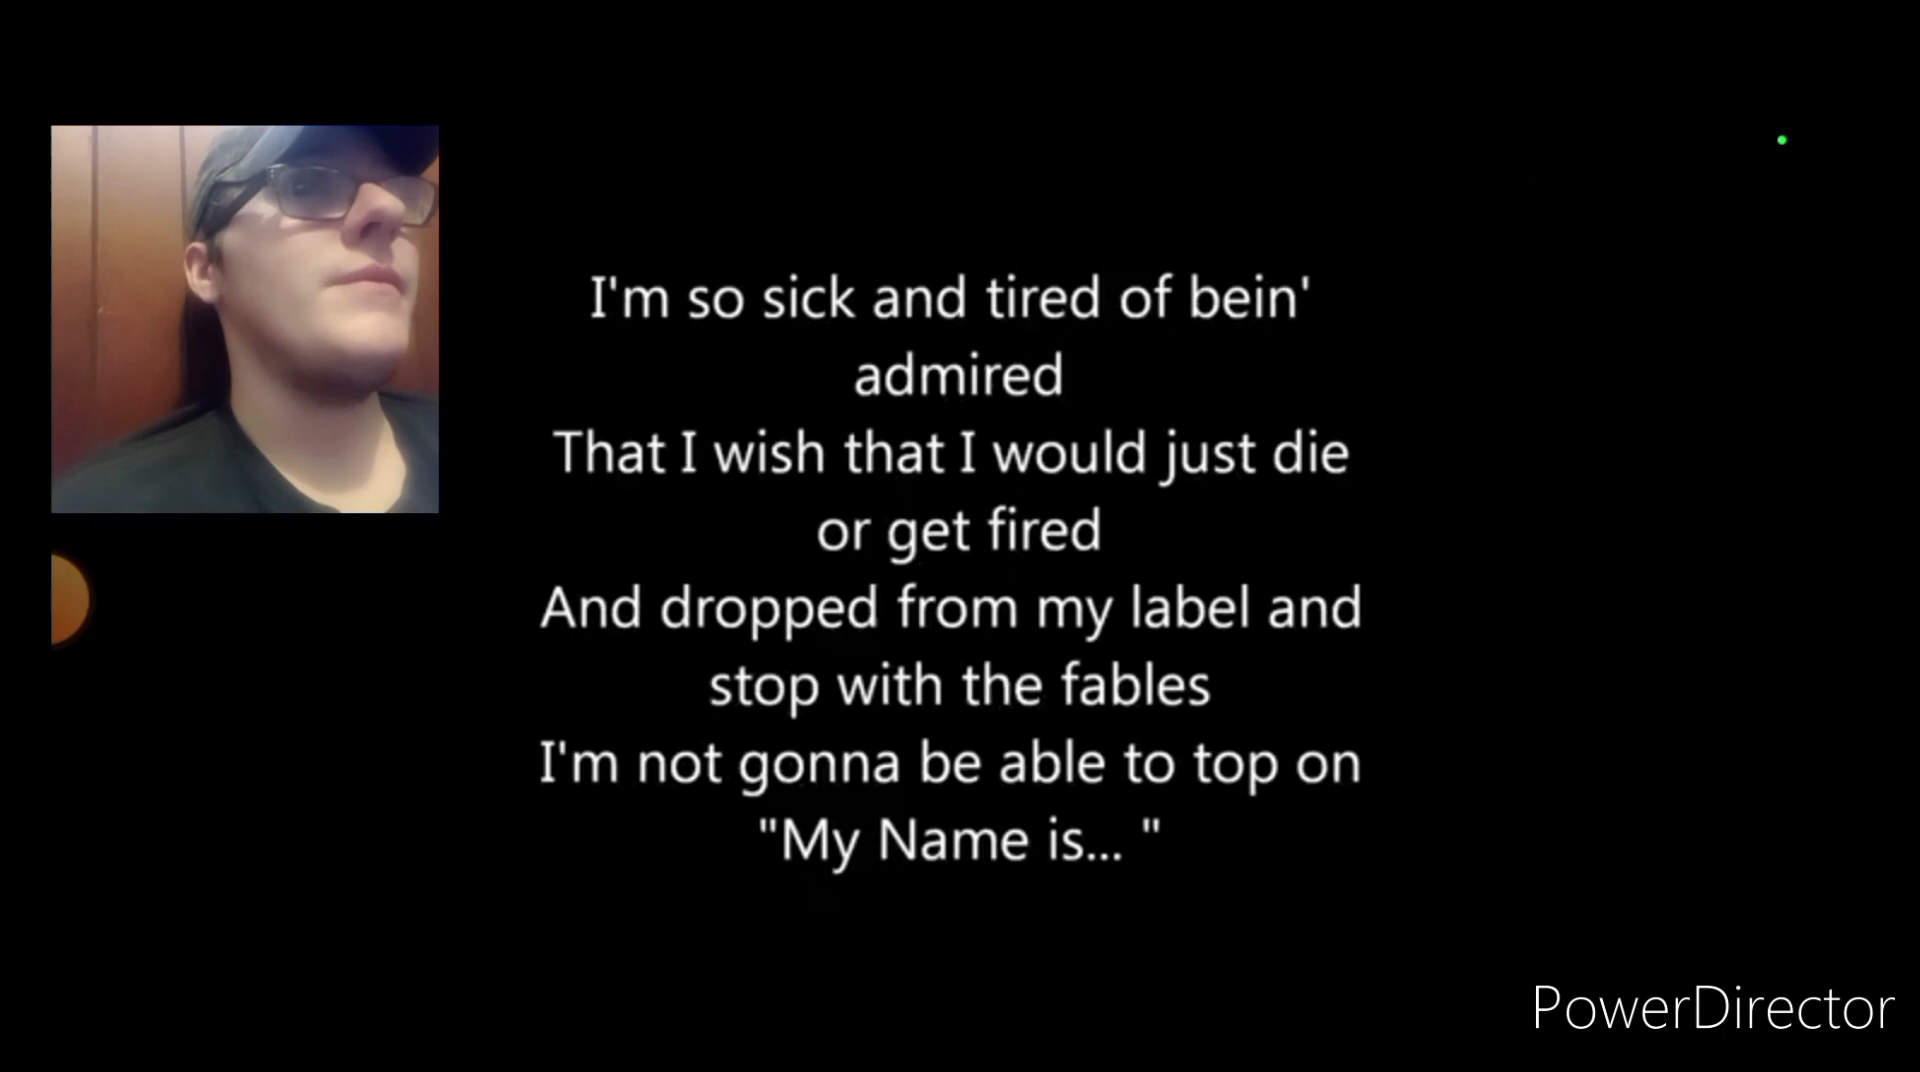 I'm so sick and tired of bein'
admired
That I wish that I would just die
or get fired
And dropped from my label and
stop with the fables
I'm not gonna be able to top on
"My Name is... "
PowerDirector